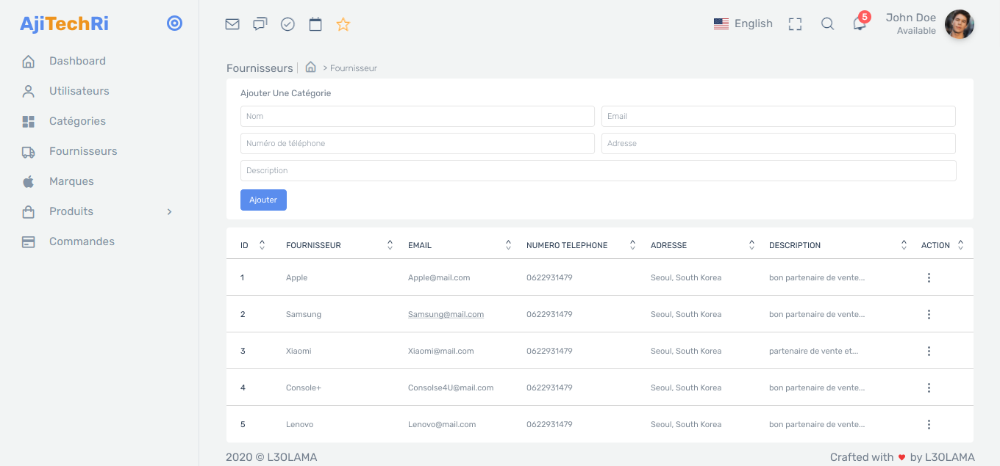 AjiTechRi
English
5
John Doe
Available
Dashboard
Utilisateurs
Catégories
Fournisseurs
Marques
Produits
Commandes
Fournisseurs | > Fournisseur
Ajouter Une Catégorie
Nom Email
Numéro de téléphone Adresse
Description
Ajouter
ID FOURNISSEUR EMAIL NUMERO TELEPHONE ADRESSE DESCRIPTION ACTION
1 Apple Apple@mail.com 0622931479 Seoul, South Korea bon partenaire de vente...
2 Samsung Samsung@mail.com 0622931479 Seoul, South Korea bon partenaire de vente...
3 Xiaomi Xiaomi@mail.com 0622931479 Seoul, South Korea partenaire de vente et...
4 Console+ Consolse4U@mail.com 0622931479 Seoul, South Korea bon partenaire de vente...
5 Lenovo Lenovo@mail.com 0622931479 Seoul, South Korea bon partenaire de vente...
2020 © L3OLAMA Crafted with ♥ by L3OLAMA